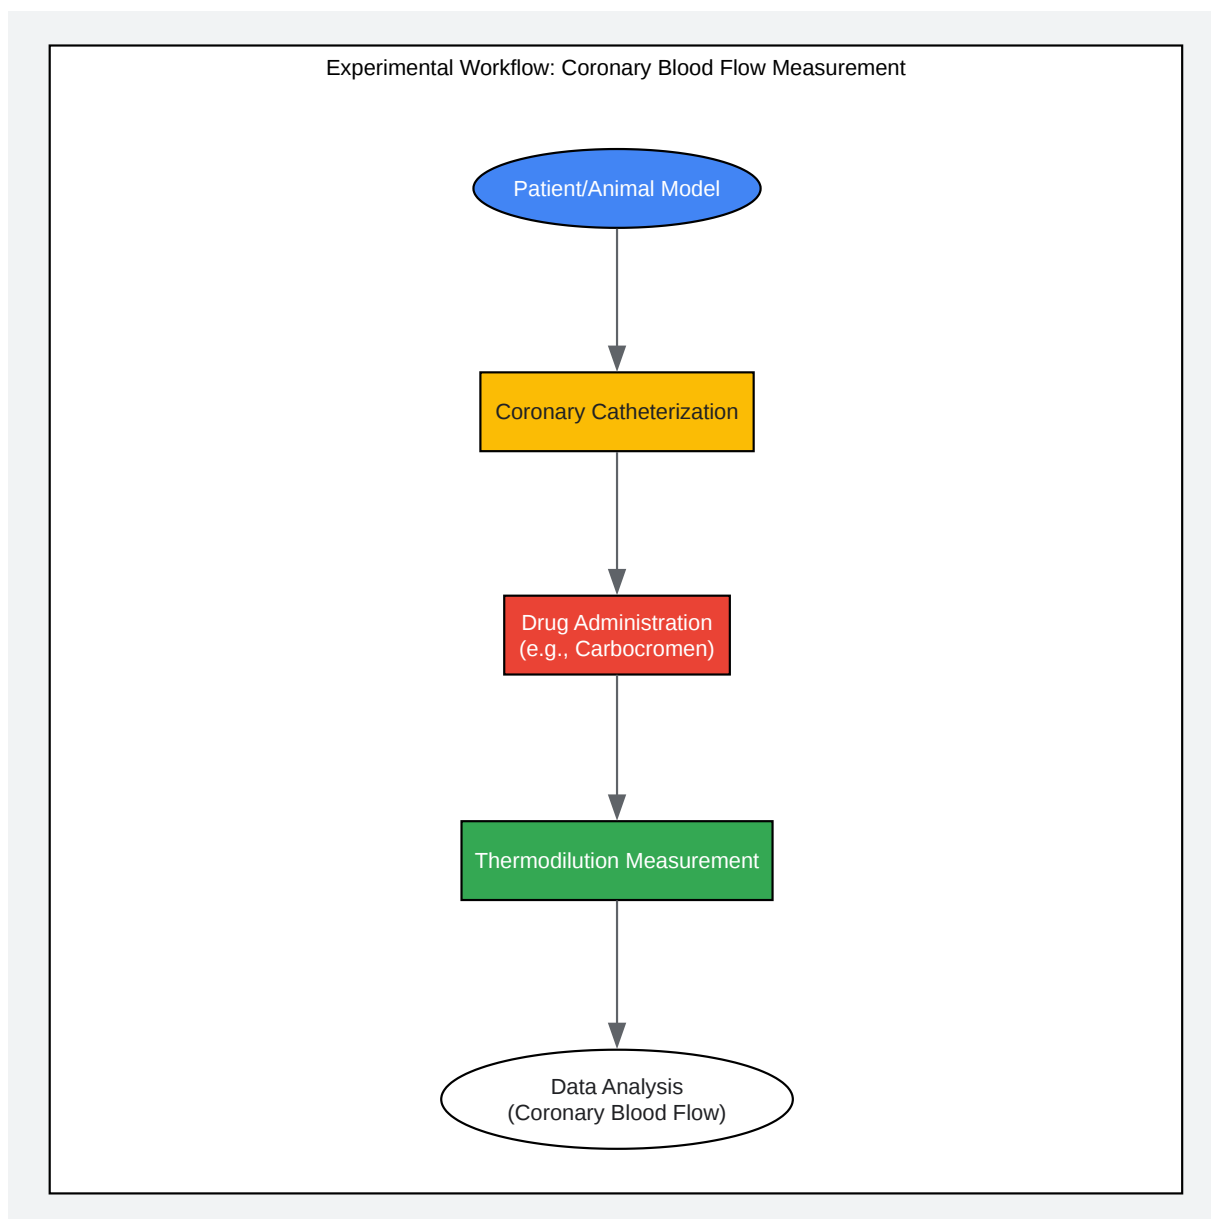 Experimental Workflow: Coronary Blood Flow Measurement
Patient/Animal Model
Coronary Catheterization
Drug Administration
(e.g., Carbocromen)
Thermodilution Measurement
Data Analysis
(Coronary Blood Flow)